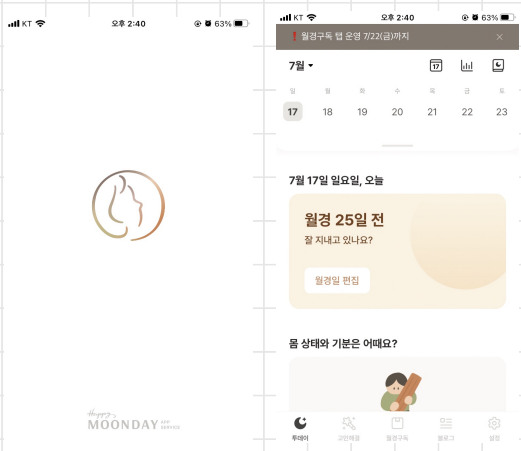 KT
오후 2:40
63%
Happy
MOONDAY APP SERVICE
KT
오후 2:40
63%
❗ 월경구독 탭 운영 7/22(금)까지
7월
17
일 월 화 수 목 금 토
17 18 19 20 21 22 23
7월 17일 일요일, 오늘
월경 25일 전
잘 지내고 있나요?
월경일 편집
몸 상태와 기분은 어때요?
투데이 고민해결 월경구독 블로그 설정